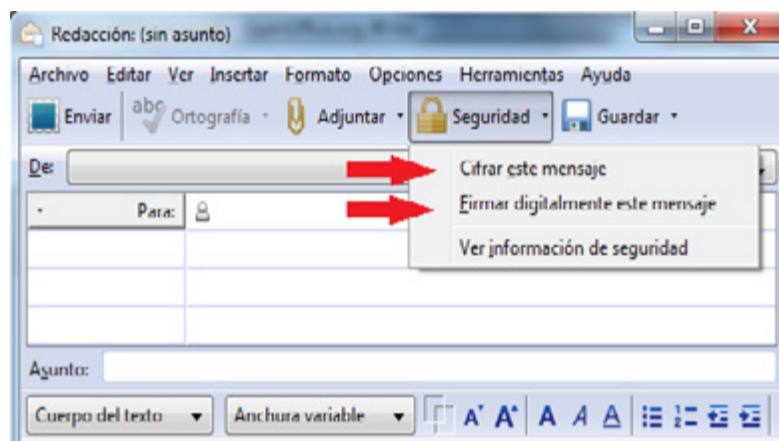 Redacción: (sin asunto)
Archivo Editar Ver Insertar Formato Opciones Herramientas Ayuda
Enviar abc Ortografía Adjuntar Seguridad Guardar
De:
Cifrar este mensaje
Firmar digitalmente este mensaje
Para:
Ver información de seguridad
Asunto:
Cuerpo del texto Anchura variable A A A A A